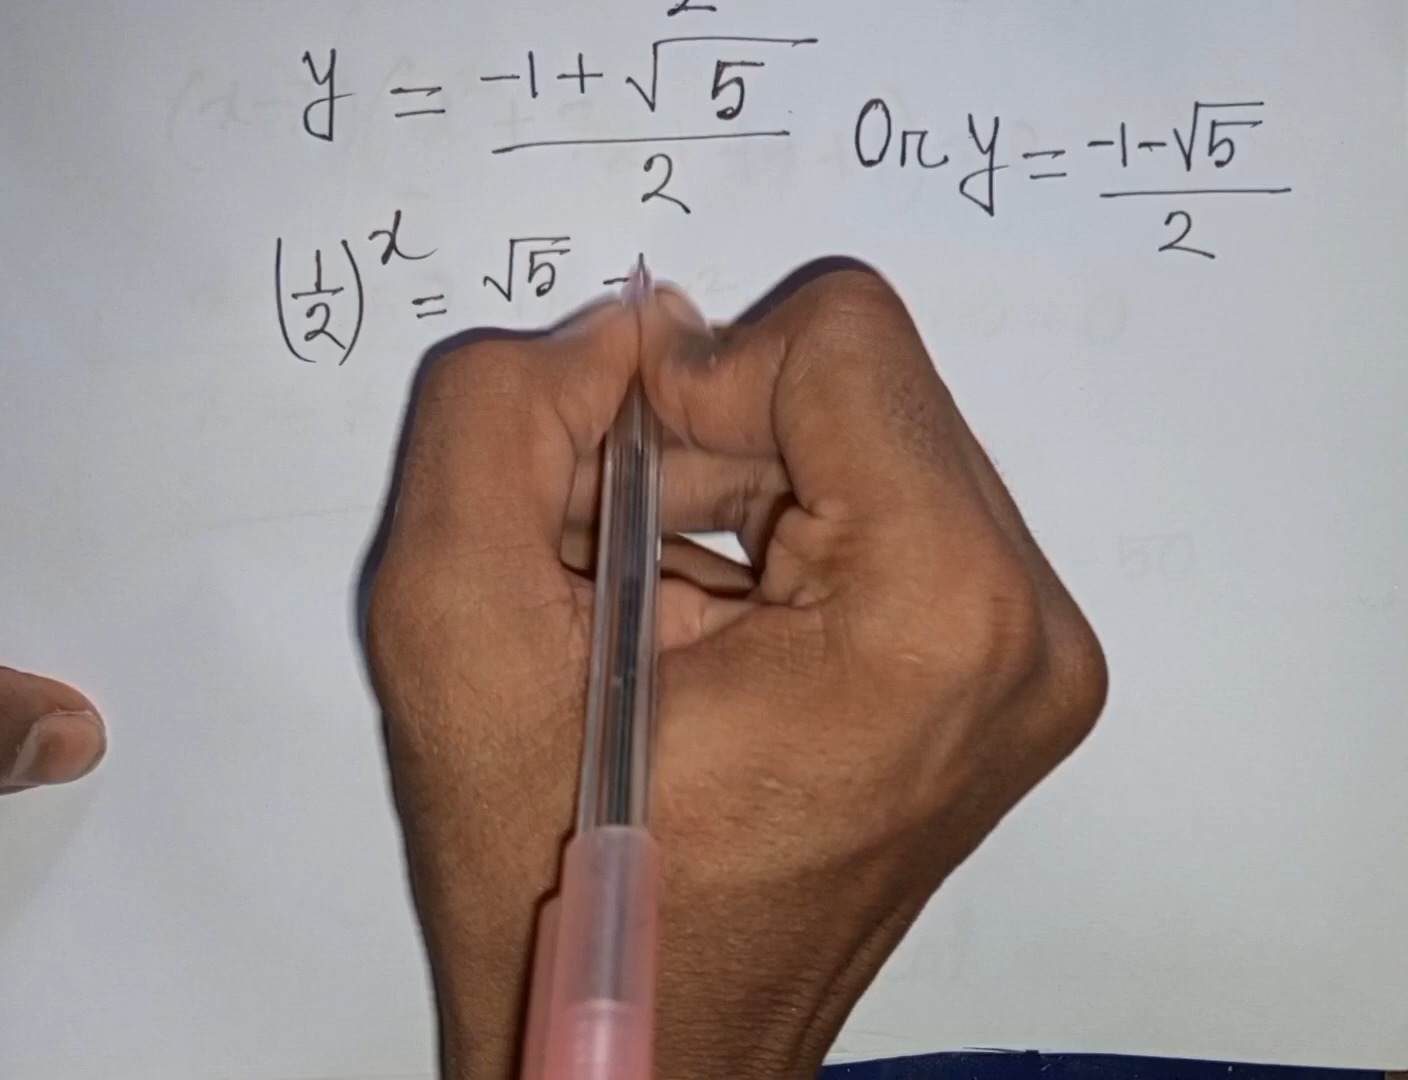 y = (-1 + √5)/2 Or y = (-1-√5)/2
(1/2)^x = √5 -